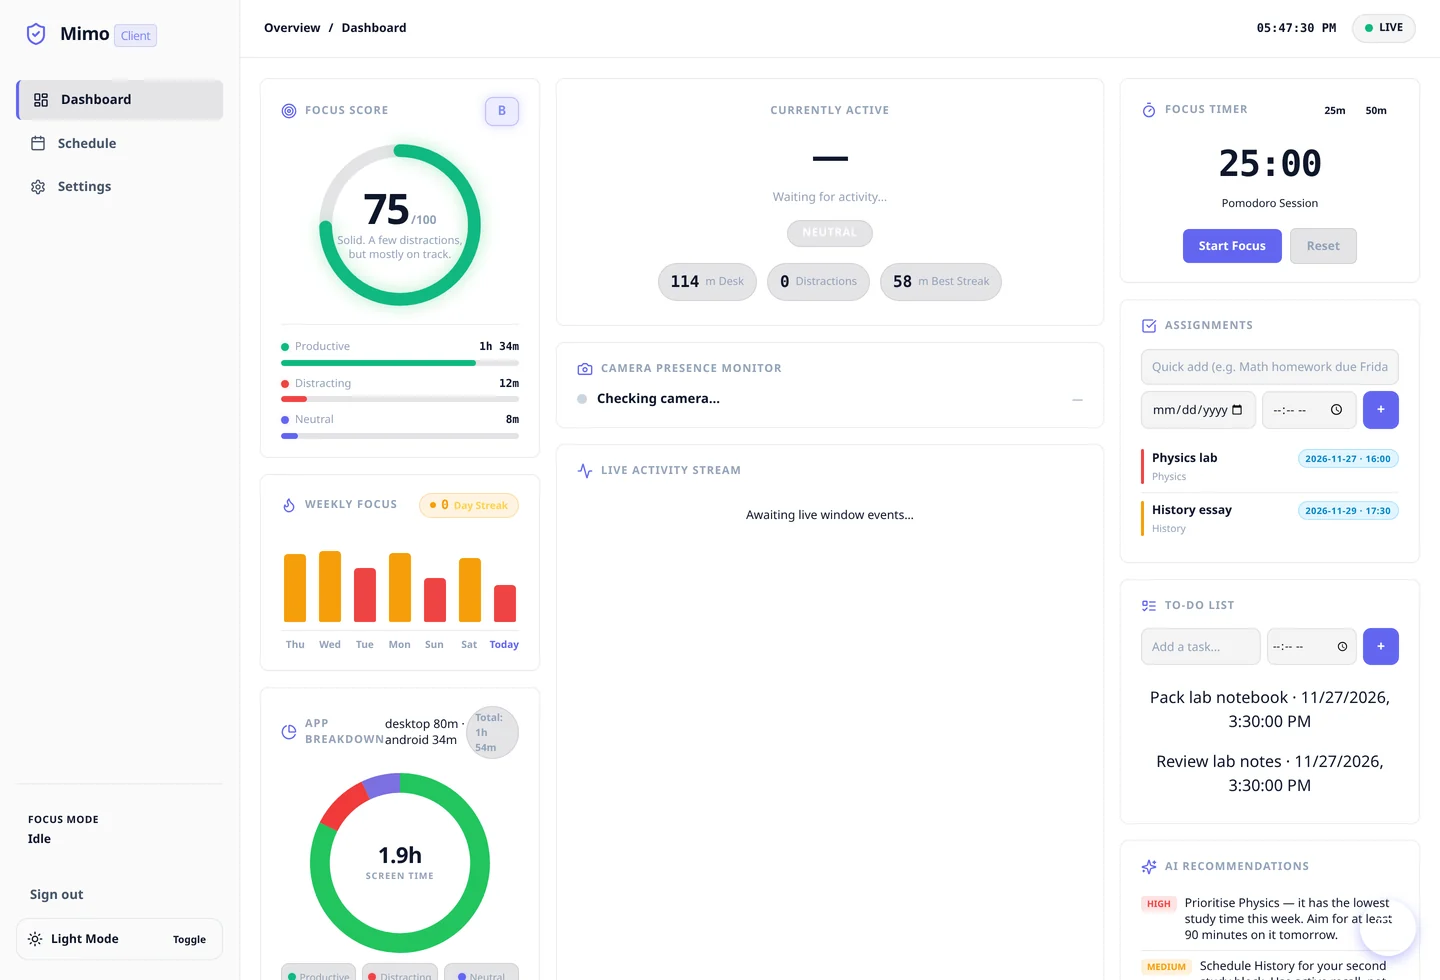 Mimo Client
Dashboard
Schedule
Settings
FOCUS MODE
Idle
Sign out
Light Mode Toggle
Overview / Dashboard
05:47:30 PM LIVE
FOCUS SCORE B
75/100
Solid. A few distractions,
but mostly on track.
Productive 1h 34m
Distracting 12m
Neutral 8m
WEEKLY FOCUS 0 Day Streak
Thu Wed Tue Mon Sun Sat Today
APP
BREAKDOWN
desktop 80m ·
android 34m
Total:
1h
54m
1.9h
SCREEN TIME
Productive Distracting Neutral
CURRENTLY ACTIVE
—
Waiting for activity...
NEUTRAL
114 m Desk 0 Distractions 58 m Best Streak
CAMERA PRESENCE MONITOR
Checking camera... —
LIVE ACTIVITY STREAM
Awaiting live window events...
FOCUS TIMER 25m 50m
25:00
Pomodoro Session
Start Focus Reset
ASSIGNMENTS
Quick add (e.g. Math homework due Frida
mm/dd/yyyy --:-- -- +
Physics lab 2026-11-27 · 16:00
Physics
History essay 2026-11-29 · 17:30
History
TO-DO LIST
Add a task... --:-- -- +
Pack lab notebook · 11/27/2026,
3:30:00 PM
Review lab notes · 11/27/2026,
3:30:00 PM
AI RECOMMENDATIONS
HIGH Prioritise Physics — it has the lowest
study time this week. Aim for at least
90 minutes on it tomorrow.
MEDIUM Schedule History for your second